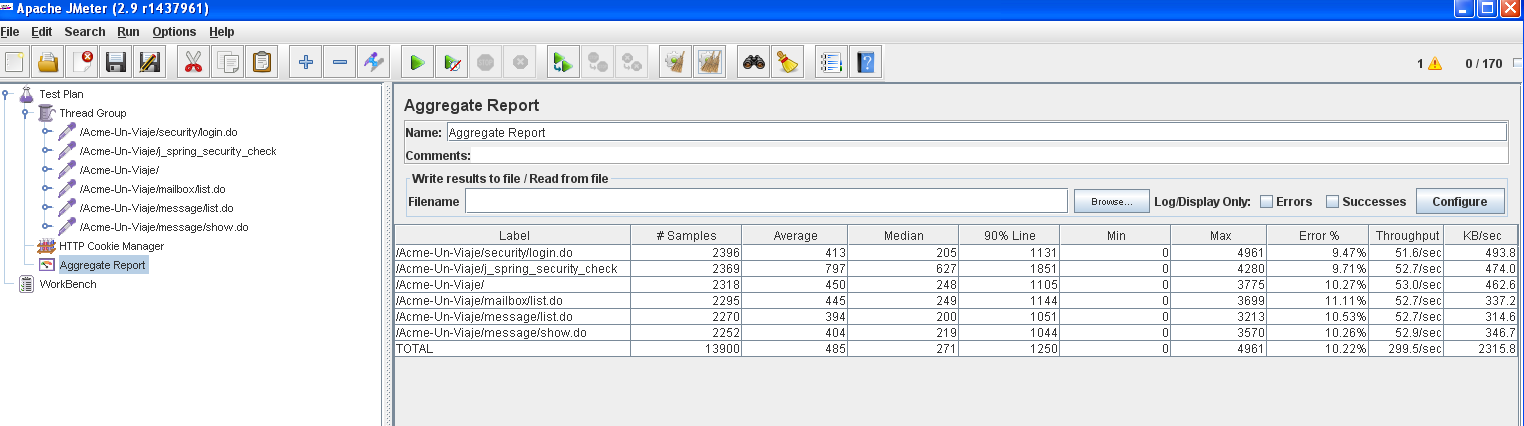 Apache JMeter (2.9 r1437961)
File Edit Search Run Options Help
1 0 / 170
Test Plan
Thread Group
/Acme-Un-Viaje/security/login.do
/Acme-Un-Viaje/j_spring_security_check
/Acme-Un-Viaje/
/Acme-Un-Viaje/mailbox/list.do
/Acme-Un-Viaje/message/list.do
/Acme-Un-Viaje/message/show.do
HTTP Cookie Manager
Aggregate Report
WorkBench
Aggregate Report
Name: Aggregate Report
Comments:
Write results to file / Read from file
Filename Browse... Log/Display Only: Errors Successes Configure
Label # Samples Average Median 90% Line Min Max Error % Throughput KB/sec
/Acme-Un-Viaje/security/login.do 2396 413 205 1131 0 4961 9.47% 51.6/sec 493.8
/Acme-Un-Viaje/j_spring_security_check 2369 797 627 1851 0 4280 9.71% 52.7/sec 474.0
/Acme-Un-Viaje/ 2318 450 248 1105 0 3775 10.27% 53.0/sec 462.6
/Acme-Un-Viaje/mailbox/list.do 2295 445 249 1144 0 3699 11.11% 52.7/sec 337.2
/Acme-Un-Viaje/message/list.do 2270 394 200 1051 0 3213 10.53% 52.7/sec 314.6
/Acme-Un-Viaje/message/show.do 2252 404 219 1044 0 3570 10.26% 52.9/sec 346.7
TOTAL 13900 485 271 1250 0 4961 10.22% 299.5/sec 2315.8